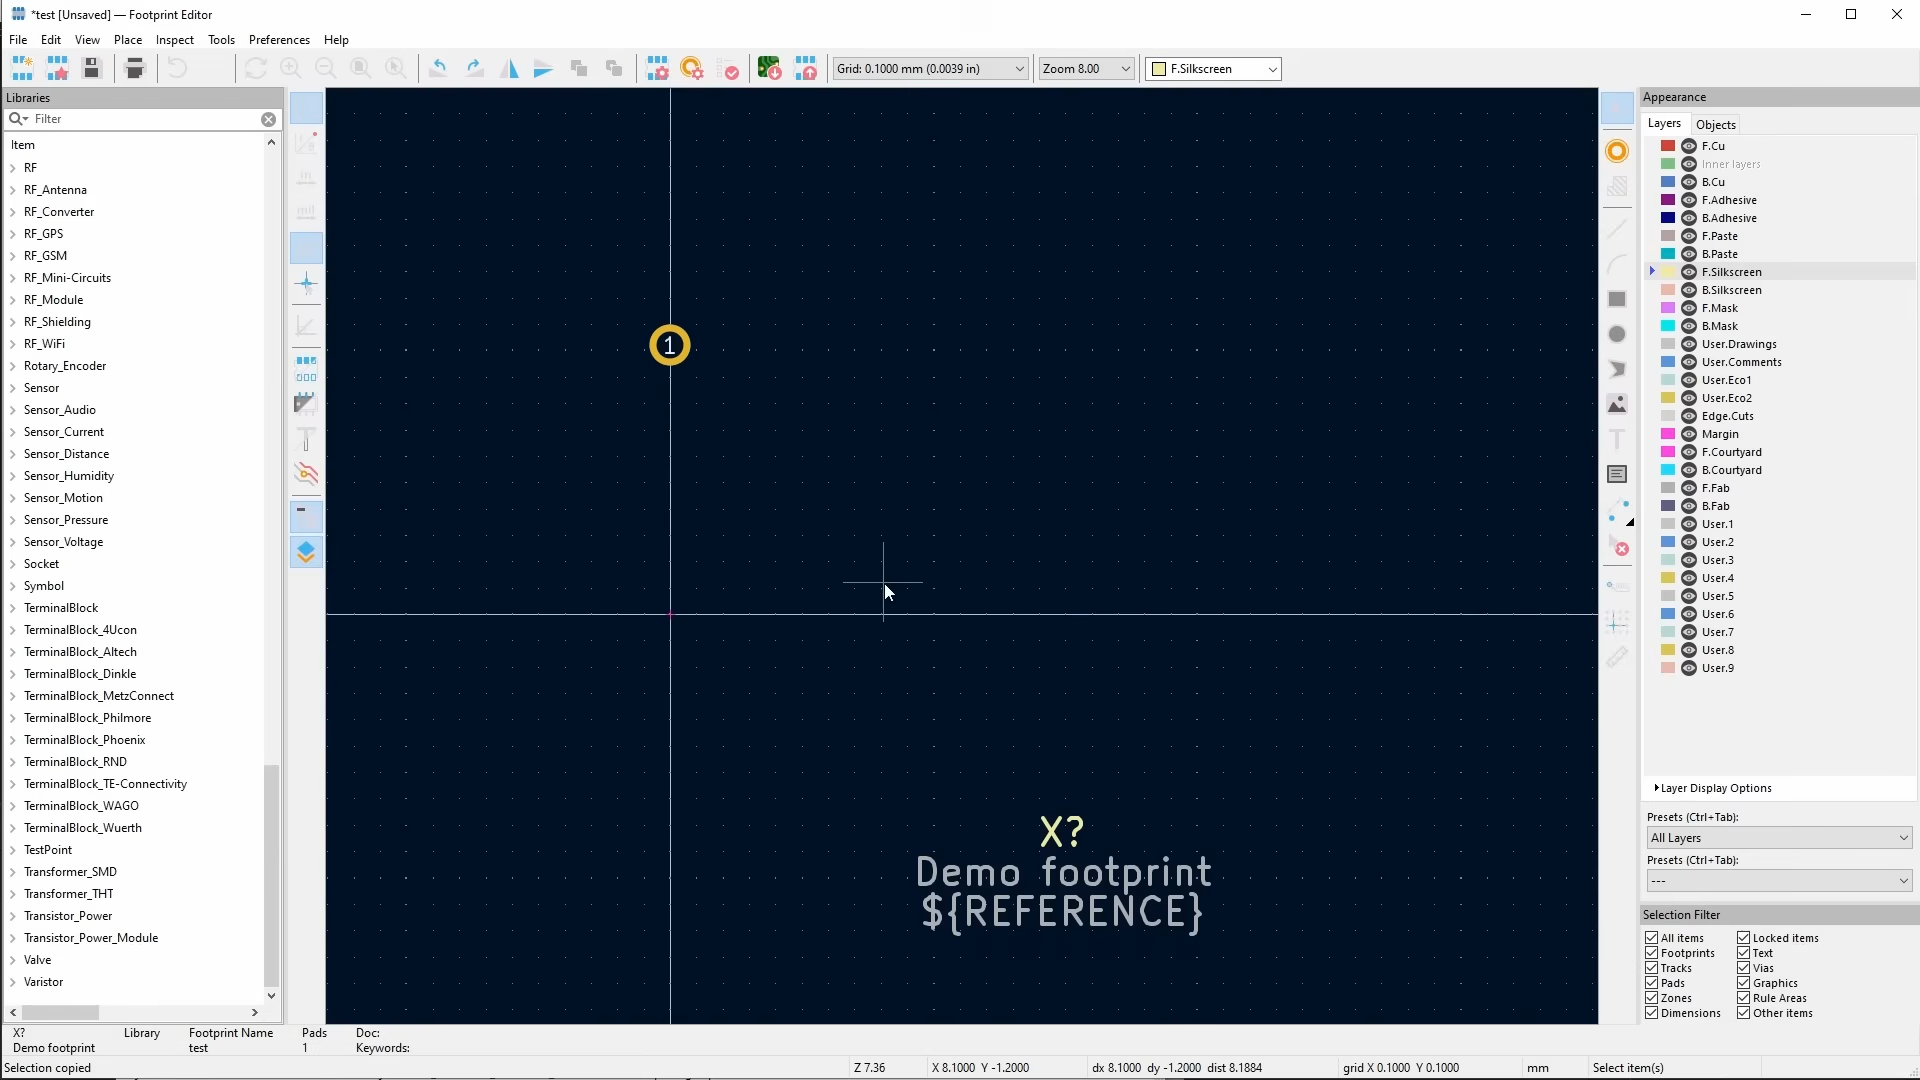 *test [Unsaved] — Footprint Editor
File Edit View Place Inspect Tools Preferences Help
Grid: 0.1000 mm (0.0039 in)
Zoom 8.00
F.Silkscreen
Libraries
Filter
Item
RF
RF_Antenna
RF_Converter
RF_GPS
RF_GSM
RF_Mini-Circuits
RF_Module
RF_Shielding
RF_WiFi
Rotary_Encoder
Sensor
Sensor_Audio
Sensor_Current
Sensor_Distance
Sensor_Humidity
Sensor_Motion
Sensor_Pressure
Sensor_Voltage
Socket
Symbol
TerminalBlock
TerminalBlock_4Ucon
TerminalBlock_Altech
TerminalBlock_Dinkle
TerminalBlock_MetzConnect
TerminalBlock_Philmore
TerminalBlock_Phoenix
TerminalBlock_RND
TerminalBlock_TE-Connectivity
TerminalBlock_WAGO
TerminalBlock_Wuerth
TestPoint
Transformer_SMD
Transformer_THT
Transistor_Power
Transistor_Power_Module
Valve
Varistor
mil
1
X?
Demo footprint
${REFERENCE}
Appearance
Layers Objects
F.Cu
Inner layers
B.Cu
F.Adhesive
B.Adhesive
F.Paste
B.Paste
F.Silkscreen
B.Silkscreen
F.Mask
B.Mask
User.Drawings
User.Comments
User.Eco1
User.Eco2
Edge.Cuts
Margin
F.Courtyard
B.Courtyard
F.Fab
B.Fab
User.1
User.2
User.3
User.4
User.5
User.6
User.7
User.8
User.9
Layer Display Options
Presets (Ctrl+Tab):
All Layers
Presets (Ctrl+Tab):
---
Selection Filter
All items Locked items
Footprints Text
Tracks Vias
Pads Graphics
Zones Rule Areas
Dimensions Other items
X? Library Footprint Name Pads Doc:
Demo footprint test 1 Keywords:
Selection copied Z 7.36 X 8.1000 Y -1.2000 dx 8.1000 dy -1.2000 dist 8.1884 grid X 0.1000 Y 0.1000 mm Select item(s)